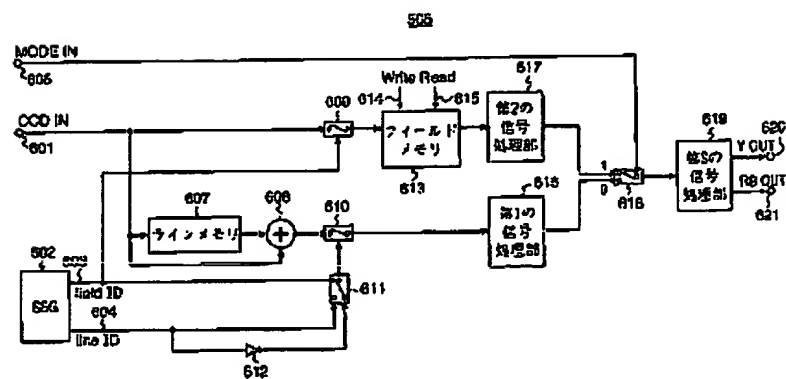 505
MODE IN
605
CCD IN
601
Write Read
614
615
609
フィールド
メモリ
613
617
第2の
信号
処理部
1
0
616
619
第3の
信号
処理部
Y OUT
620
RB OUT
621
607
ラインメモリ
608
610
第1の
信号
処理部
602
SSG
field ID
604
line ID
611
612